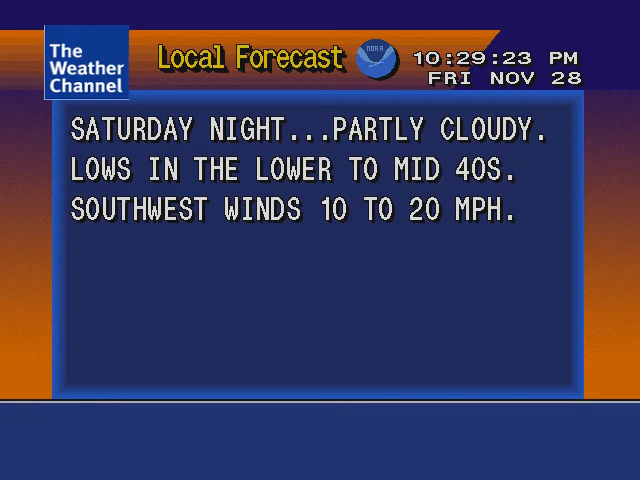 The
Weather
Channel
Local Forecast
NOAA
10:29:23 PM
FRI NOV 28
SATURDAY NIGHT...PARTLY CLOUDY.
LOWS IN THE LOWER TO MID 40S.
SOUTHWEST WINDS 10 TO 20 MPH.